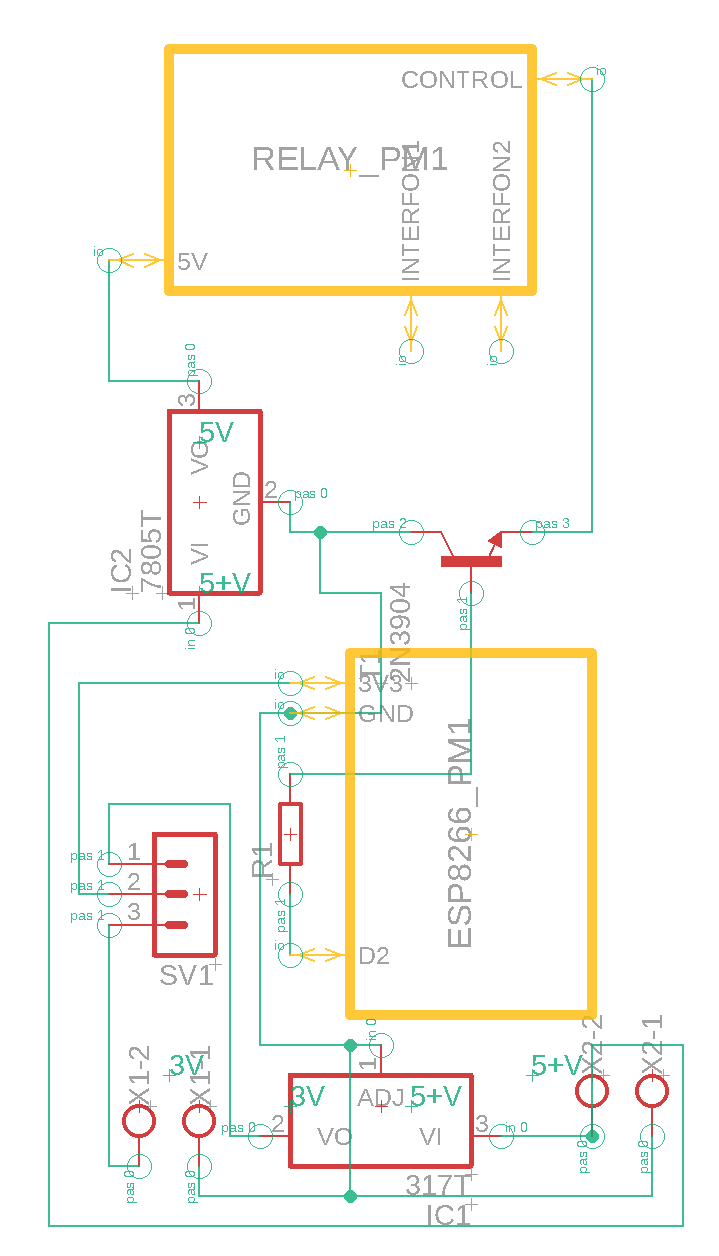 CONTROL
io
RELAY_PM1
INTERFON1
INTERFON2
io
5V
io
io
pas 0
3
5V
VO
GND
2
pas 0
pas 2
pas 3
IC2
7805T
VI
5+V
1
in 0
pas 1
T1
2N3904
io
3V3
io
GND
pas 1
ESP8266_PM1
R1
pas 1
1
pas 1
2
pas 1
3
pas 1
io
D2
SV1
in 0
X1-2
3V
X1-1
1
5+V
X2-2
X2-1
3V
ADJ
5+V
pas 0
2
VO
VI
3
in 0
pas 0
pas 0
pas 0
pas 0
317T
IC1